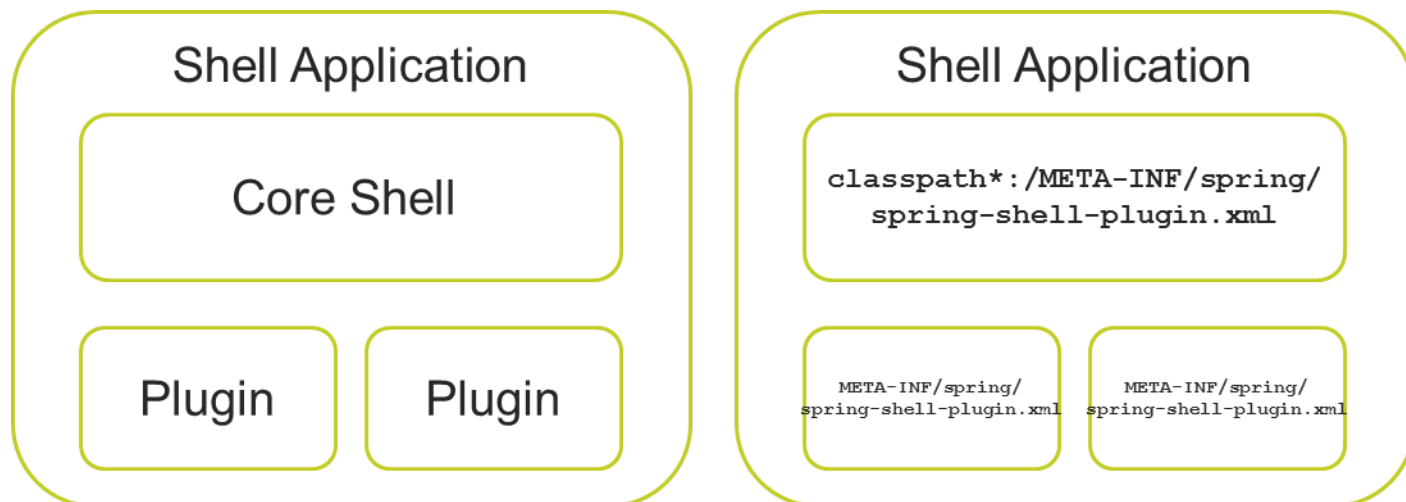 Shell Application
Core Shell
Plugin
Plugin
Shell Application
classpath*:/META-INF/spring/
spring-shell-plugin.xml
META-INF/spring/
spring-shell-plugin.xml
META-INF/spring/
spring-shell-plugin.xml